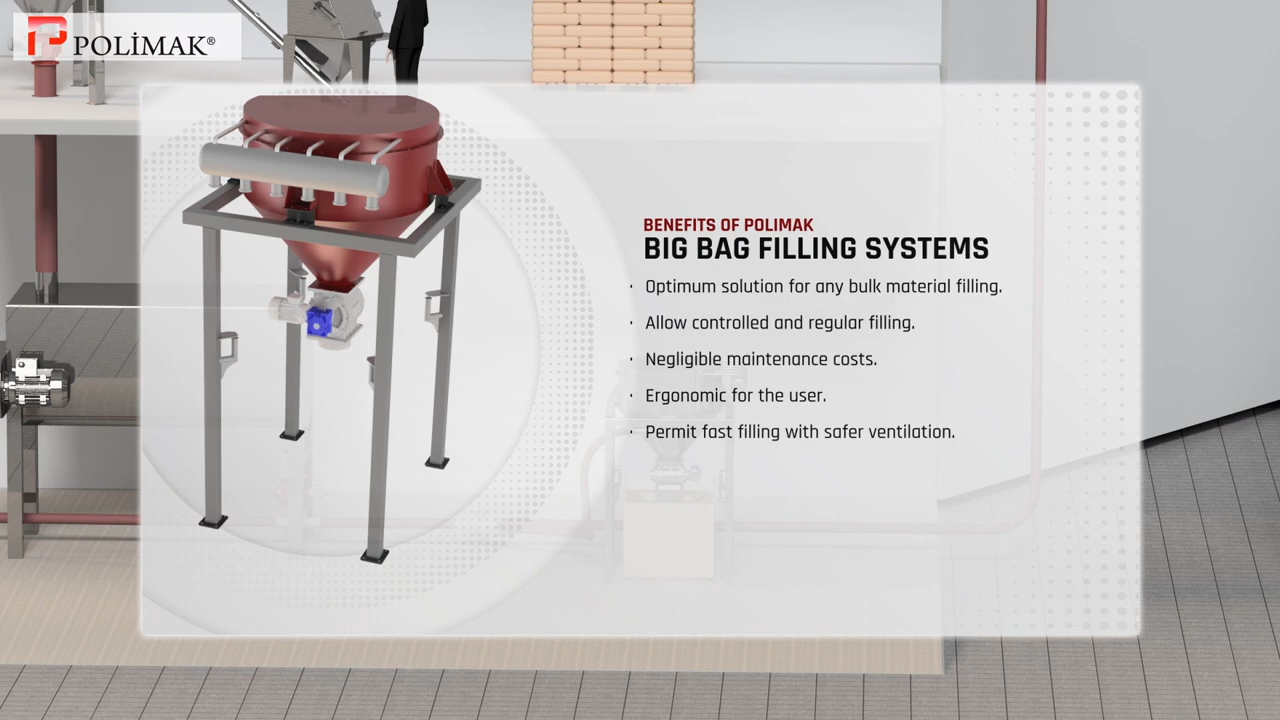 POLİMAK®
BENEFITS OF POLIMAK
BIG BAG FILLING SYSTEMS
· Optimum solution for any bulk material filling.
· Allow controlled and regular filling.
· Negligible maintenance costs.
· Ergonomic for the user.
· Permit fast filling with safer ventilation.